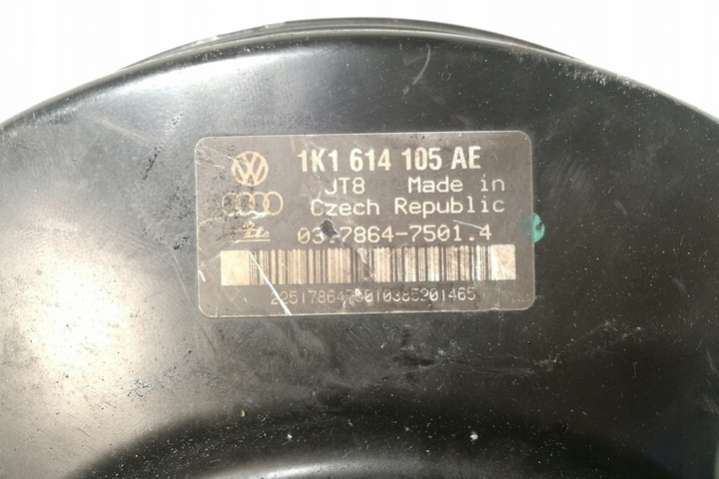 1K1 614 105 AE
JT8 Made in
Czech Republic
03.7864-7501.4